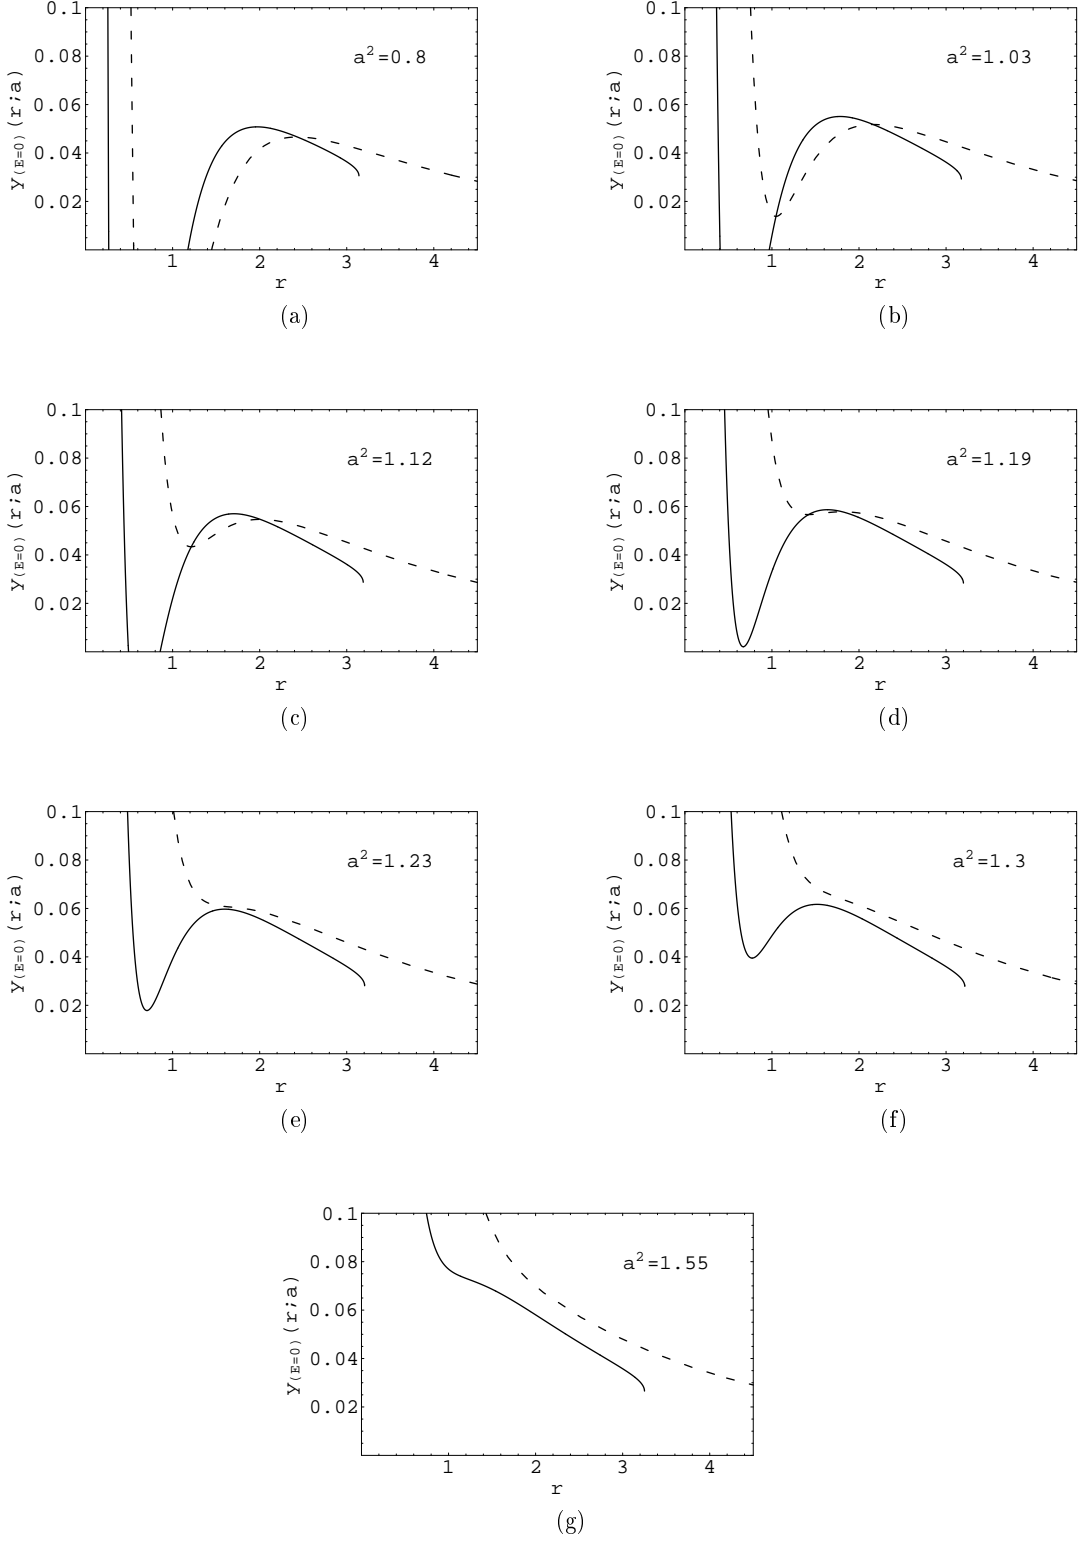 0.1
0.08
0.06
0.04
0.02
y(E=0)(r;a)
a²=0.8
1 2 3 4
r
(a)
0.1
0.08
0.06
0.04
0.02
y(E=0)(r;a)
a²=1.03
1 2 3 4
r
(b)
0.1
0.08
0.06
0.04
0.02
y(E=0)(r;a)
a²=1.12
1 2 3 4
r
(c)
0.1
0.08
0.06
0.04
0.02
y(E=0)(r;a)
a²=1.19
1 2 3 4
r
(d)
0.1
0.08
0.06
0.04
0.02
y(E=0)(r;a)
a²=1.23
1 2 3 4
r
(e)
0.1
0.08
0.06
0.04
0.02
y(E=0)(r;a)
a²=1.3
1 2 3 4
r
(f)
0.1
0.08
0.06
0.04
0.02
y(E=0)(r;a)
a²=1.55
1 2 3 4
r
(g)